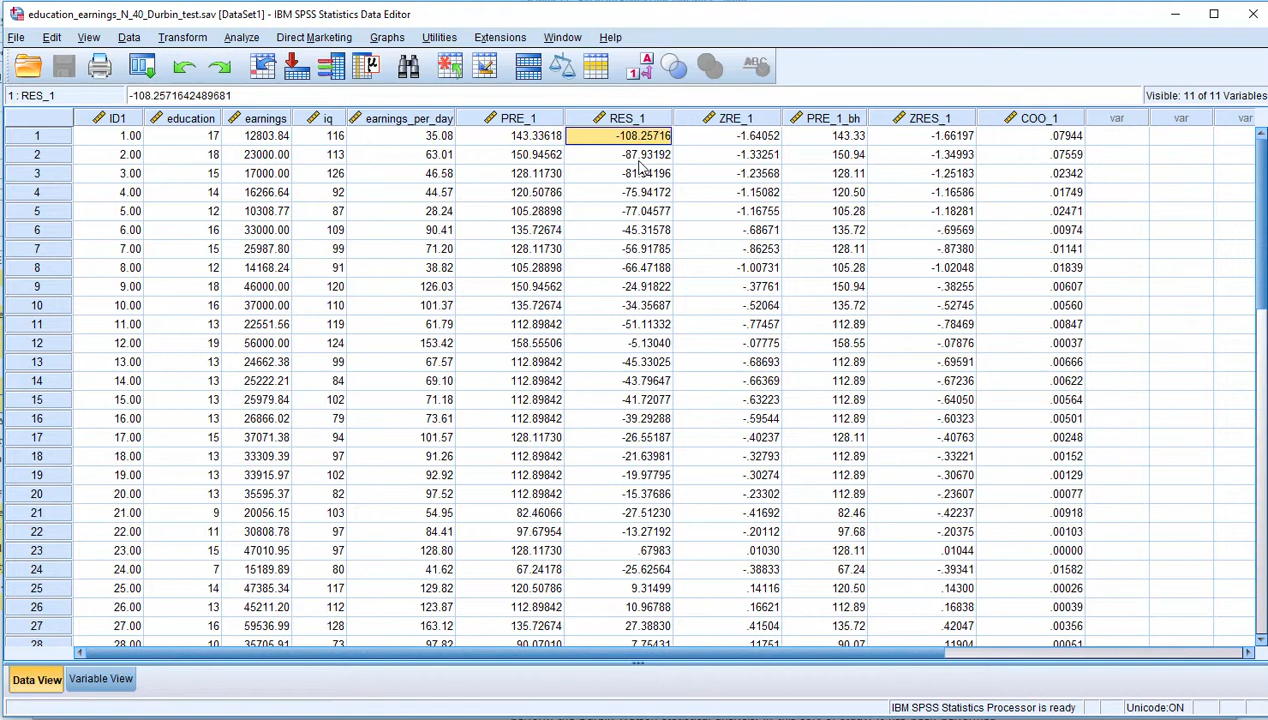 education_earnings_N_40_Durbin_test.sav [DataSet1] - IBM SPSS Statistics Data Editor
File Edit View Data Transform Analyze Direct Marketing Graphs Utilities Extensions Window Help
1 : RES_1 -108.2571642489681 Visible: 11 of 11 Variables
ID1 education earnings iq earnings_per_day PRE_1 RES_1 ZRE_1 PRE_1_bh ZRES_1 COO_1 var var var
1 1.00 17 12803.84 116 35.08 143.33618 -108.25716 -1.64052 143.33 -1.66197 .07944
2 2.00 18 23000.00 113 63.01 150.94562 -87.93192 -1.33251 150.94 -1.34993 .07559
3 3.00 15 17000.00 126 46.58 128.11730 -1.23568 128.11 -1.25183 .02342
4 4.00 14 16266.64 92 44.57 120.50786 -75.94172 -1.15082 120.50 -1.16586 .01749
5 5.00 12 10308.77 87 28.24 105.28898 -77.04577 -1.16755 105.28 -1.18281 .02471
6 6.00 16 33000.00 109 90.41 135.72674 -45.31578 -.68671 135.72 -.69569 .00974
7 7.00 15 25987.80 99 71.20 128.11730 -56.91785 -.86253 128.11 -.87380 .01141
8 8.00 12 14168.24 91 38.82 105.28898 -66.47188 -1.00731 105.28 -1.02048 .01839
9 9.00 18 46000.00 120 126.03 150.94562 -24.91822 -.37761 150.94 -.38255 .00607
10 10.00 16 37000.00 110 101.37 135.72674 -34.35687 -.52064 135.72 -.52745 .00560
11 11.00 13 22551.56 119 61.79 112.89842 -51.11332 -.77457 112.89 -.78469 .00847
12 12.00 19 56000.00 124 153.42 158.55506 -5.13040 -.07775 158.55 -.07876 .00037
13 13.00 13 24662.38 99 67.57 112.89842 -45.33025 -.68693 112.89 -.69591 .00666
14 14.00 13 25222.21 84 69.10 112.89842 -43.79647 -.66369 112.89 -.67236 .00622
15 15.00 13 25979.84 102 71.18 112.89842 -41.72077 -.63223 112.89 -.64050 .00564
16 16.00 13 26866.02 79 73.61 112.89842 -39.29288 -.59544 112.89 -.60323 .00501
17 17.00 15 37071.38 94 101.57 128.11730 -26.55187 -.40237 128.11 -.40763 .00248
18 18.00 13 33309.39 97 91.26 112.89842 -21.63981 -.32793 112.89 -.33221 .00152
19 19.00 13 33915.97 102 92.92 112.89842 -19.97795 -.30274 112.89 -.30670 .00129
20 20.00 13 35595.37 82 97.52 112.89842 -15.37686 -.23302 112.89 -.23607 .00077
21 21.00 9 20056.15 103 54.95 82.46066 -27.51230 -.41692 82.46 -.42237 .00918
22 22.00 11 30808.78 97 84.41 97.67954 -13.27192 -.20112 97.68 -.20375 .00103
23 23.00 15 47010.95 97 128.80 128.11730 .67983 .01030 128.11 .01044 .00000
24 24.00 7 15189.89 80 41.62 67.24178 -25.62564 -.38833 67.24 -.39340 .01582
25 25.00 14 47385.34 117 129.82 120.50786 9.31499 .14116 120.50 .14300 .00026
26 26.00 13 45211.20 112 123.87 112.89842 10.96788 .16621 112.89 .16838 .00039
27 27.00 16 59536.99 128 163.12 135.72674 27.38830 .41504 135.72 .42047 .00356
28 28.00 10 35705.91 73 97.82 90.07010 7.75431 .11751 90.07 .11904 .00051
Data View Variable View
IBM SPSS Statistics Processor is ready Unicode:ON